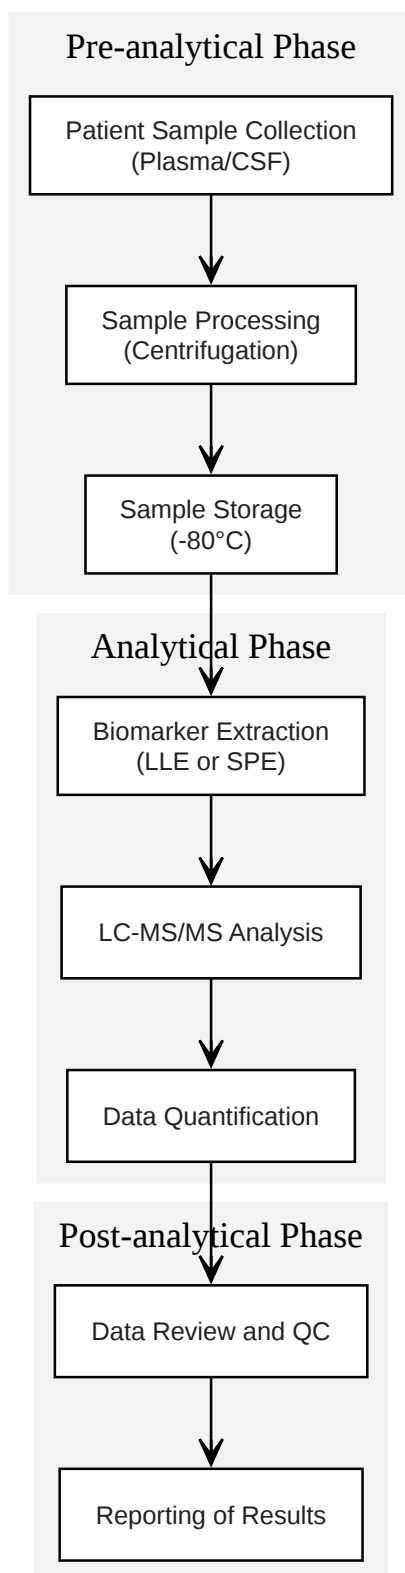 Pre-analytical Phase
Patient Sample Collection
(Plasma/CSF)
Sample Processing
(Centrifugation)
Sample Storage
(-80°C)
Analytical Phase
Biomarker Extraction
(LLE or SPE)
LC-MS/MS Analysis
Data Quantification
Post-analytical Phase
Data Review and QC
Reporting of Results